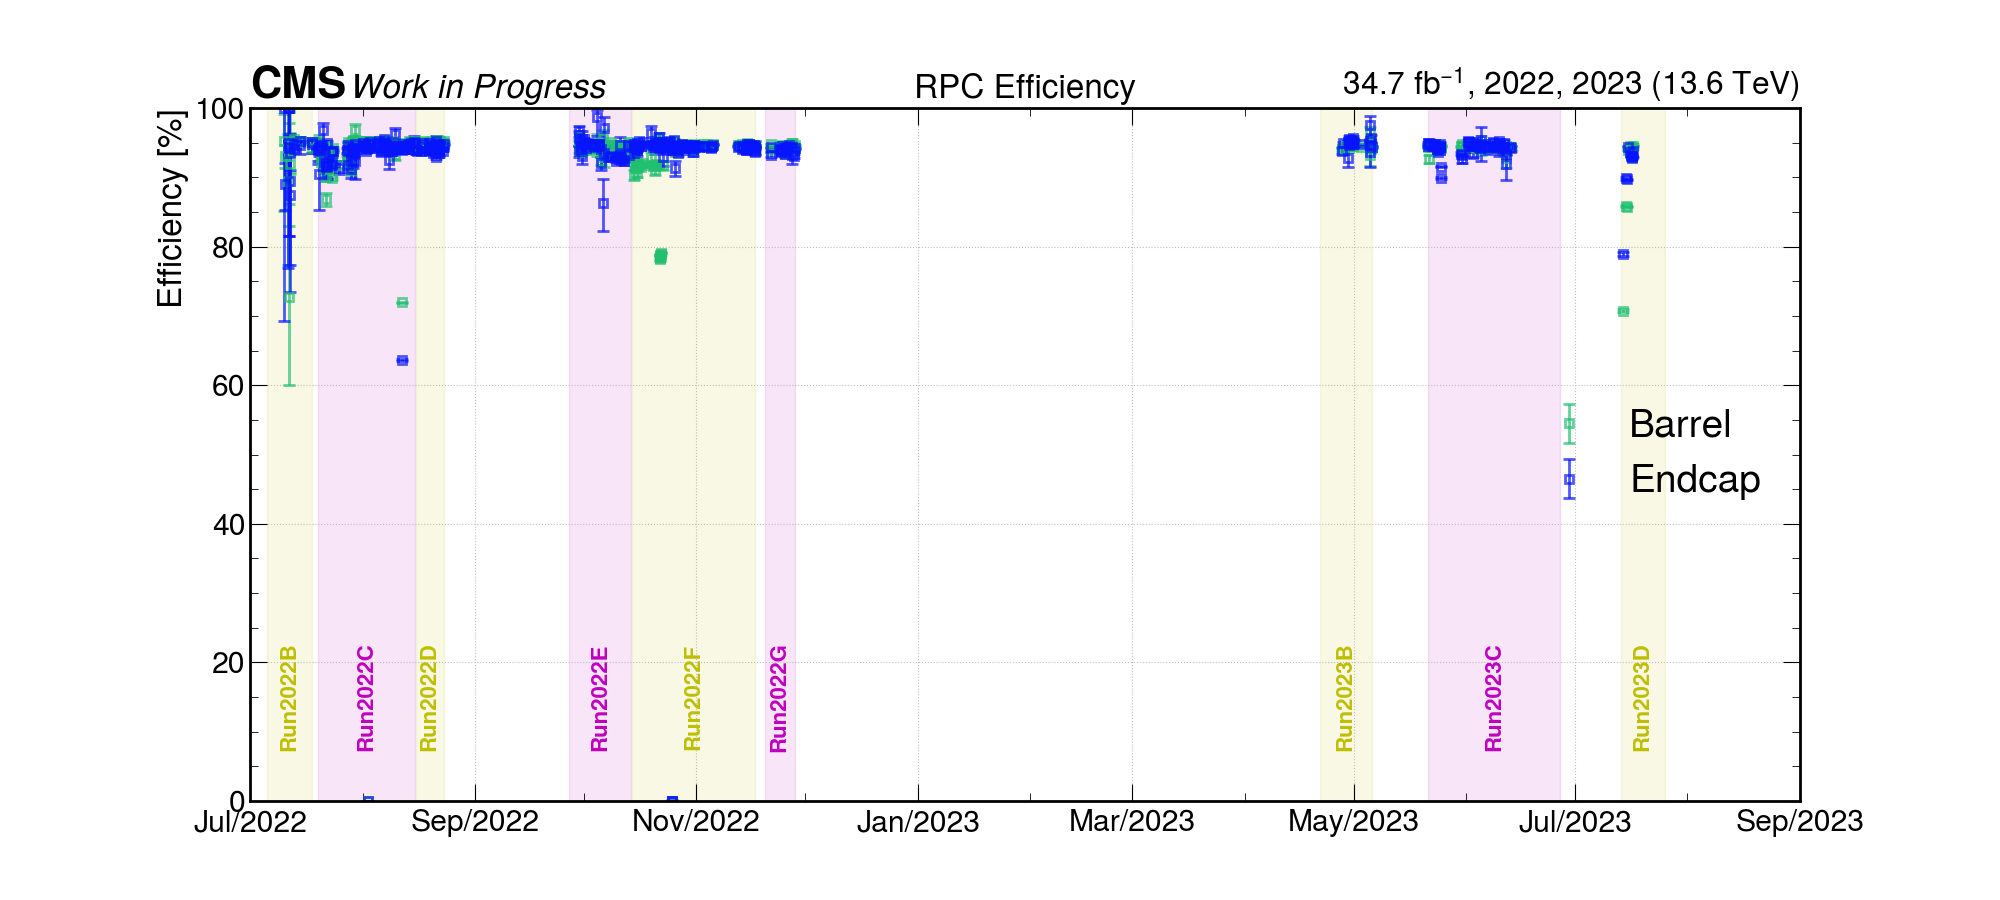 CMS Work in Progress RPC Efficiency 34.7 fb⁻¹, 2022, 2023 (13.6 TeV)
Efficiency [%]
100
80
60
40
20
0
Barrel
Endcap
Run2022B
Run2022C
Run2022D
Run2022E
Run2022F
Run2022G
Run2023B
Run2023C
Run2023D
Jul/2022 Sep/2022 Nov/2022 Jan/2023 Mar/2023 May/2023 Jul/2023 Sep/2023